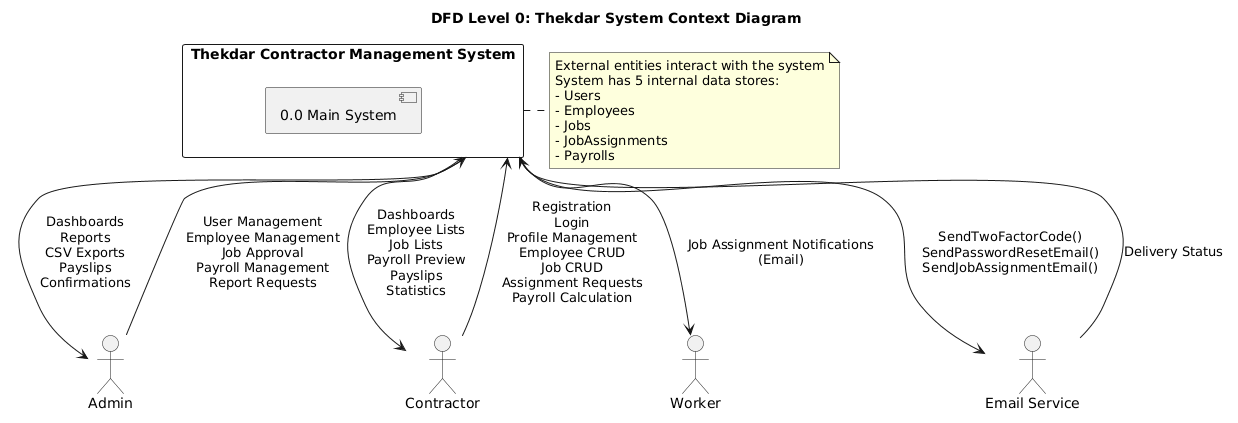 DFD Level 0: Thekdar System Context Diagram
Thekdar Contractor Management System
0.0 Main System
External entities interact with the system
System has 5 internal data stores:
- Users
- Employees
- Jobs
- JobAssignments
- Payrolls
Dashboards
Reports
CSV Exports
Payslips
Confirmations
User Management
Employee Management
Job Approval
Payroll Management
Report Requests
Dashboards
Employee Lists
Job Lists
Payroll Preview
Payslips
Statistics
Registration
Login
Profile Management
Employee CRUD
Job CRUD
Assignment Requests
Payroll Calculation
Job Assignment Notifications
(Email)
SendTwoFactorCode()
SendPasswordResetEmail()
SendJobAssignmentEmail()
Delivery Status
Admin
Contractor
Worker
Email Service